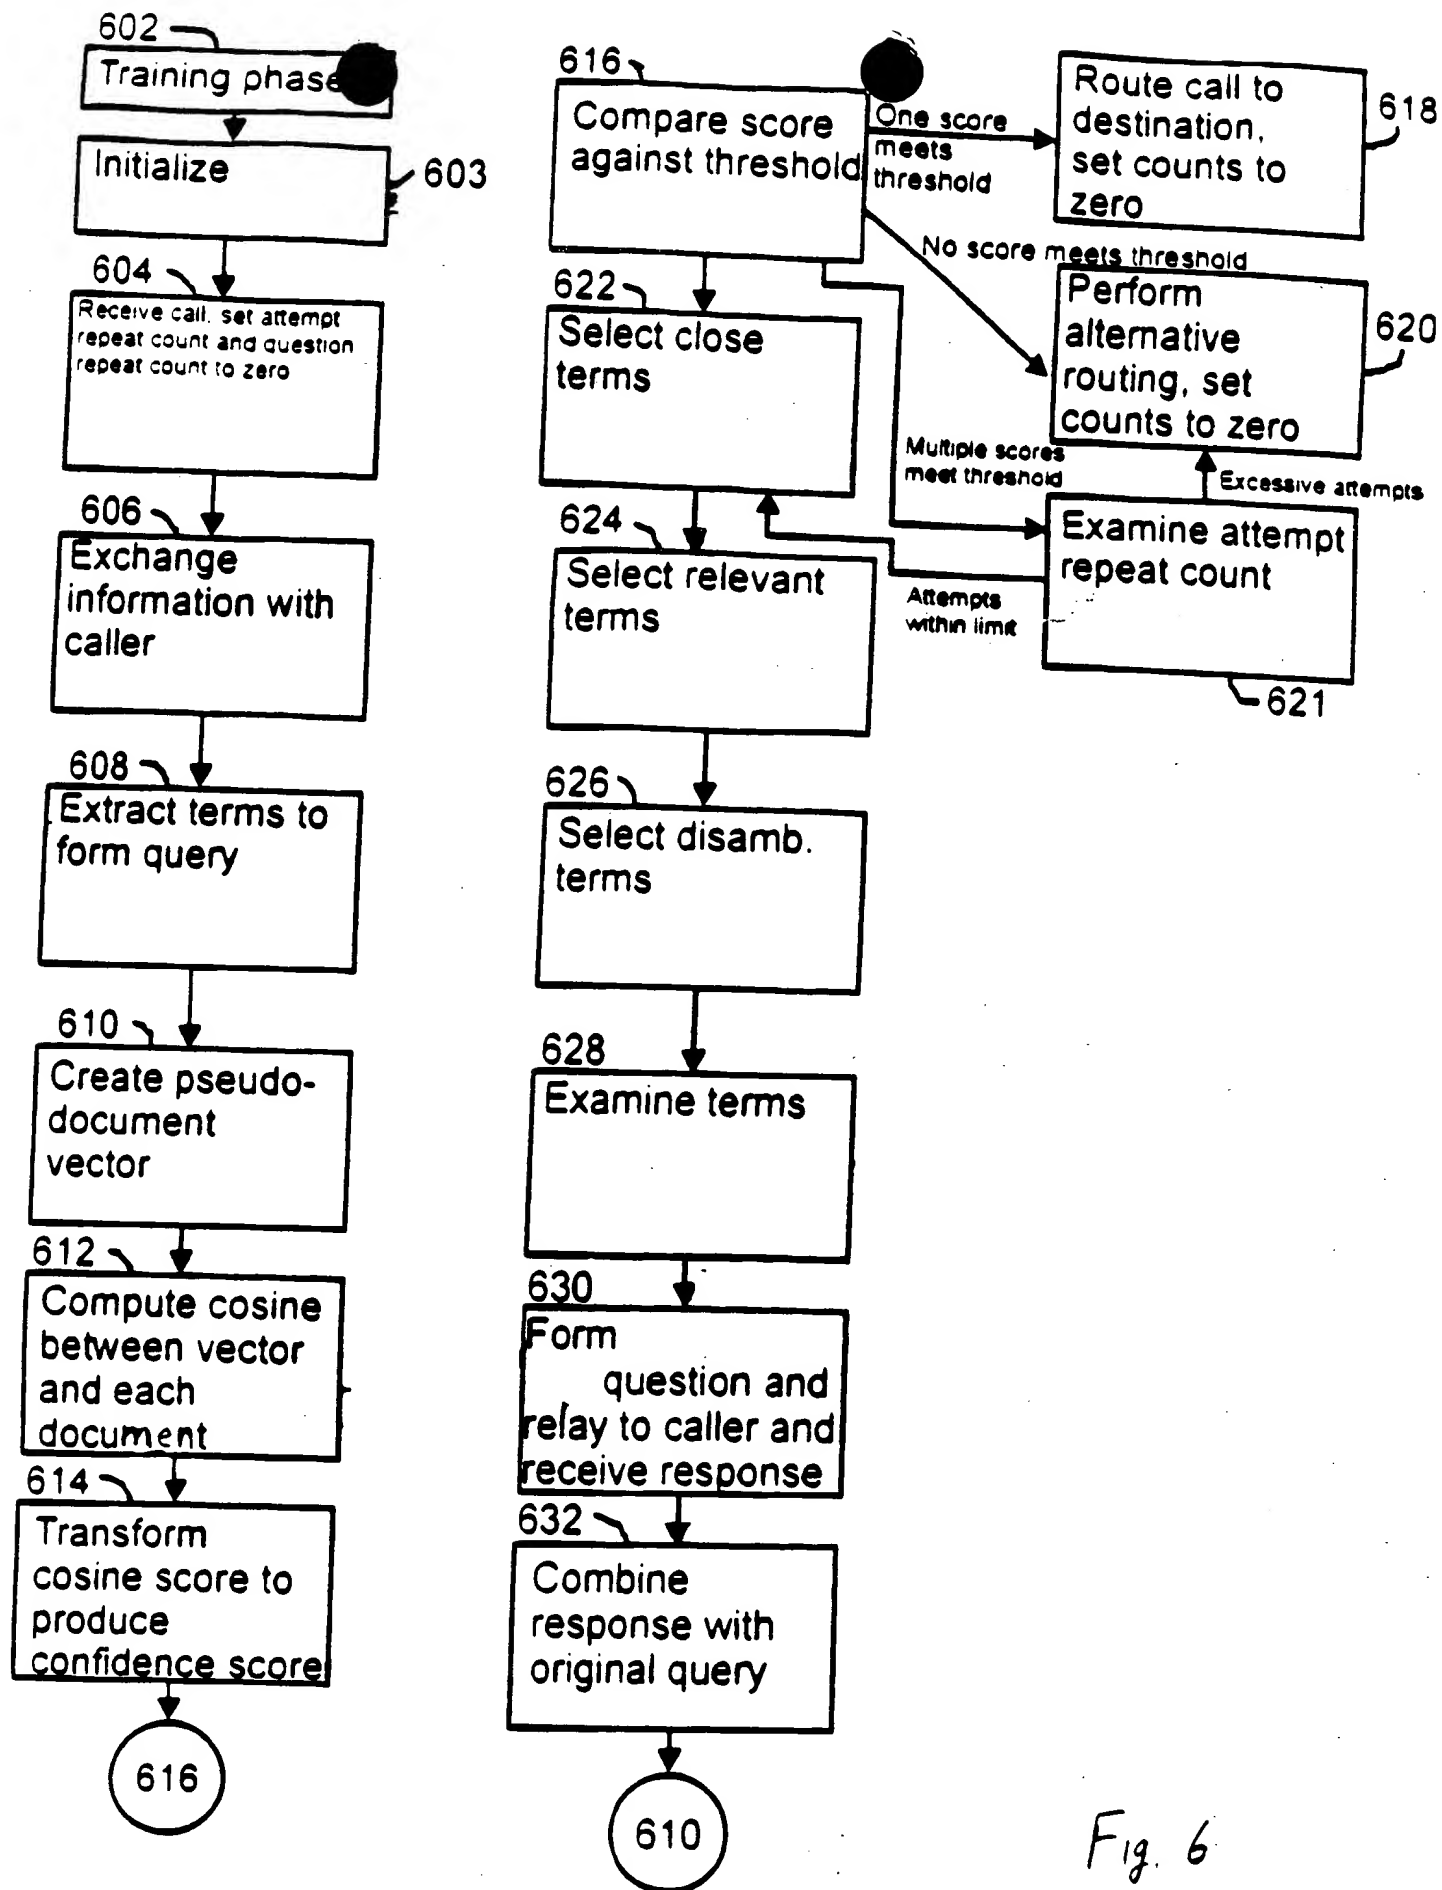 602
Training phase
Initialize
603
604
Receive call, set attempt
repeat count and question
repeat count to zero
606
Exchange
information with
caller
608
Extract terms to
form query
610
Create pseudo-
document
vector
612
Compute cosine
between vector
and each
document
614
Transform
cosine score to
produce
confidence score
616
616
Compare score
against threshold
One score
meets
threshold
Route call to
destination,
set counts to
zero
618
No score meets threshold
Perform
alternative
routing, set
counts to zero
620
622
Select close
terms
Multiple scores
meet threshold
Excessive attempts
Examine attempt
repeat count
621
Attempts
within limit
624
Select relevant
terms
626
Select disamb.
terms
628
Examine terms
630
Form
question and
relay to caller and
receive response
632
Combine
response with
original query
610
Fig. 6